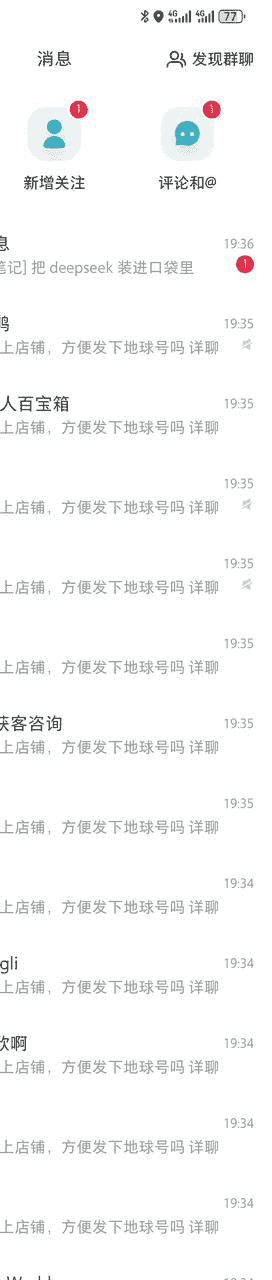 4G 4G 77
消息 发现群聊
1 1
新增关注 评论和@
息 19:36
笔记] 把 deepseek 装进口袋里 1
19:35
上店铺，方便发下地球号吗 详聊
人百宝箱 19:35
上店铺，方便发下地球号吗 详聊
19:35
上店铺，方便发下地球号吗 详聊
19:35
上店铺，方便发下地球号吗 详聊
19:35
上店铺，方便发下地球号吗 详聊
获客咨询 19:35
上店铺，方便发下地球号吗 详聊
19:35
上店铺，方便发下地球号吗 详聊
19:34
上店铺，方便发下地球号吗 详聊
gli 19:34
上店铺，方便发下地球号吗 详聊
欧啊 19:34
上店铺，方便发下地球号吗 详聊
19:34
上店铺，方便发下地球号吗 详聊
19:34
上店铺，方便发下地球号吗 详聊